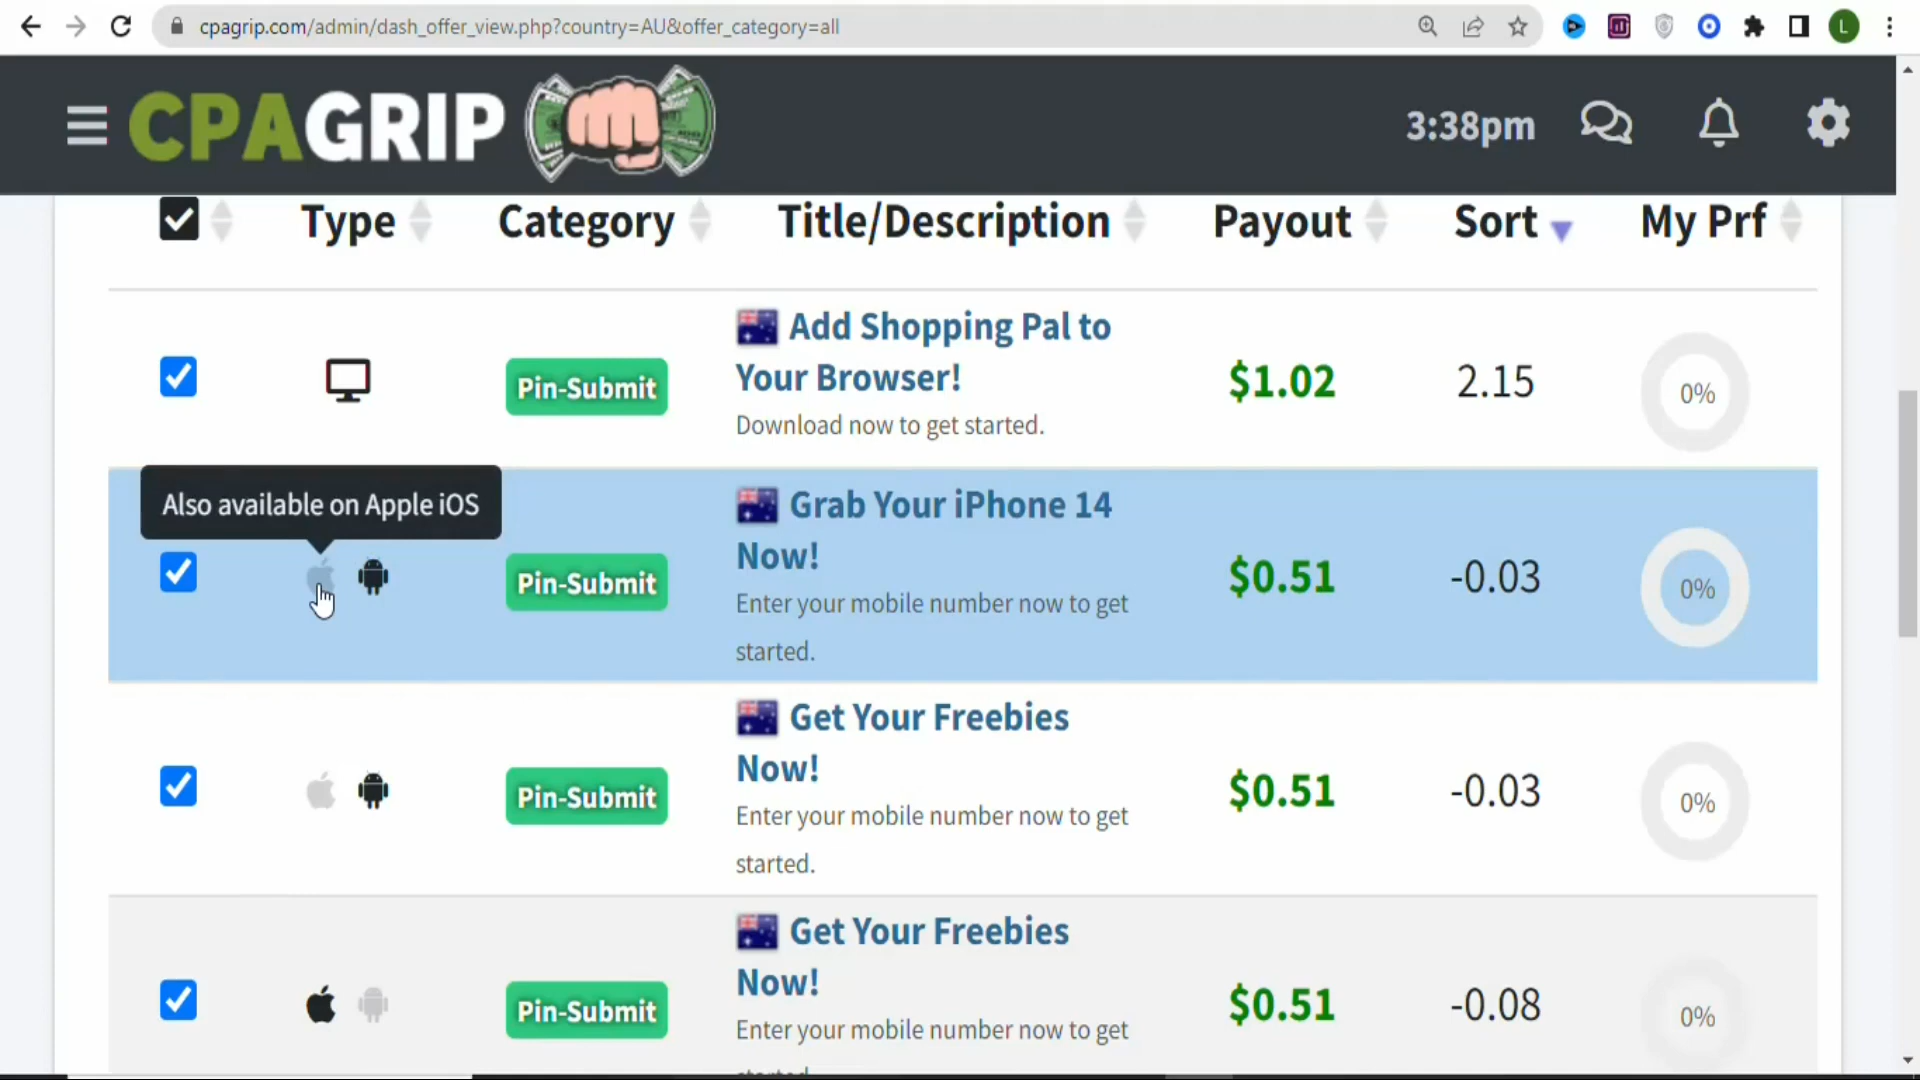 cpagrip.com/admin/dash_offer_view.php?country=AU&offer_category=all
L
CPAGRIP
3:38pm
Type Category Title/Description Payout Sort My Prf
Add Shopping Pal to
Your Browser!
Download now to get started.
Pin-Submit
$1.02
2.15
0%
Also available on Apple iOS
Grab Your iPhone 14
Now!
Enter your mobile number now to get
started.
Pin-Submit
$0.51
-0.03
0%
Get Your Freebies
Now!
Enter your mobile number now to get
started.
Pin-Submit
$0.51
-0.03
0%
Get Your Freebies
Now!
Enter your mobile number now to get
started.
Pin-Submit
$0.51
-0.08
0%